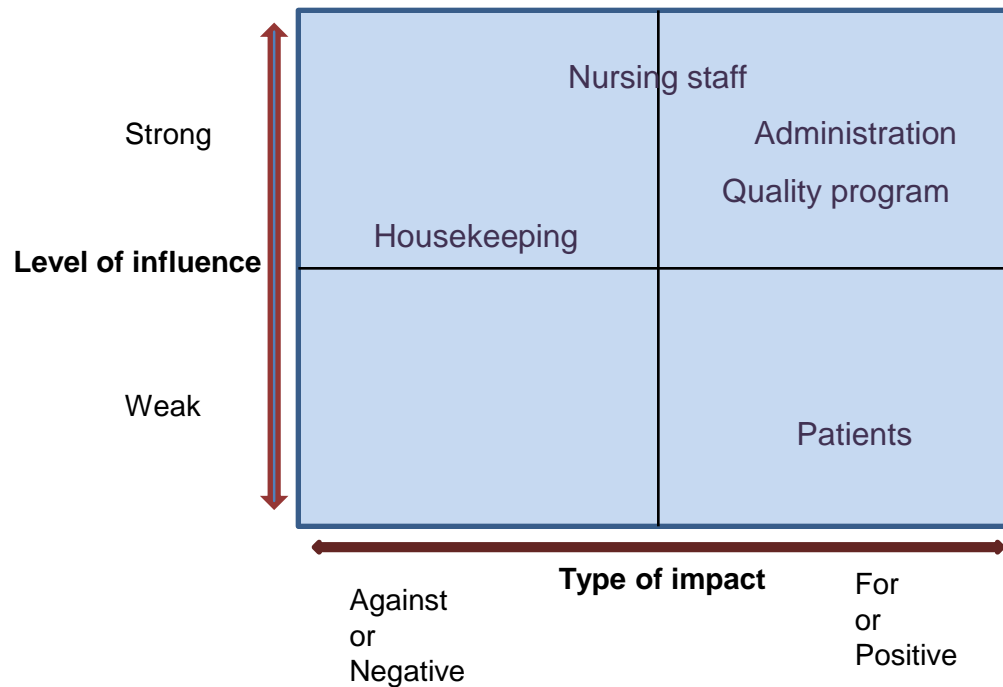 Nursing staff
Strong
Administration
Quality program
Housekeeping
Level of influence
Weak
Patients
Type of impact
Against
or
Negative
For
or
Positive